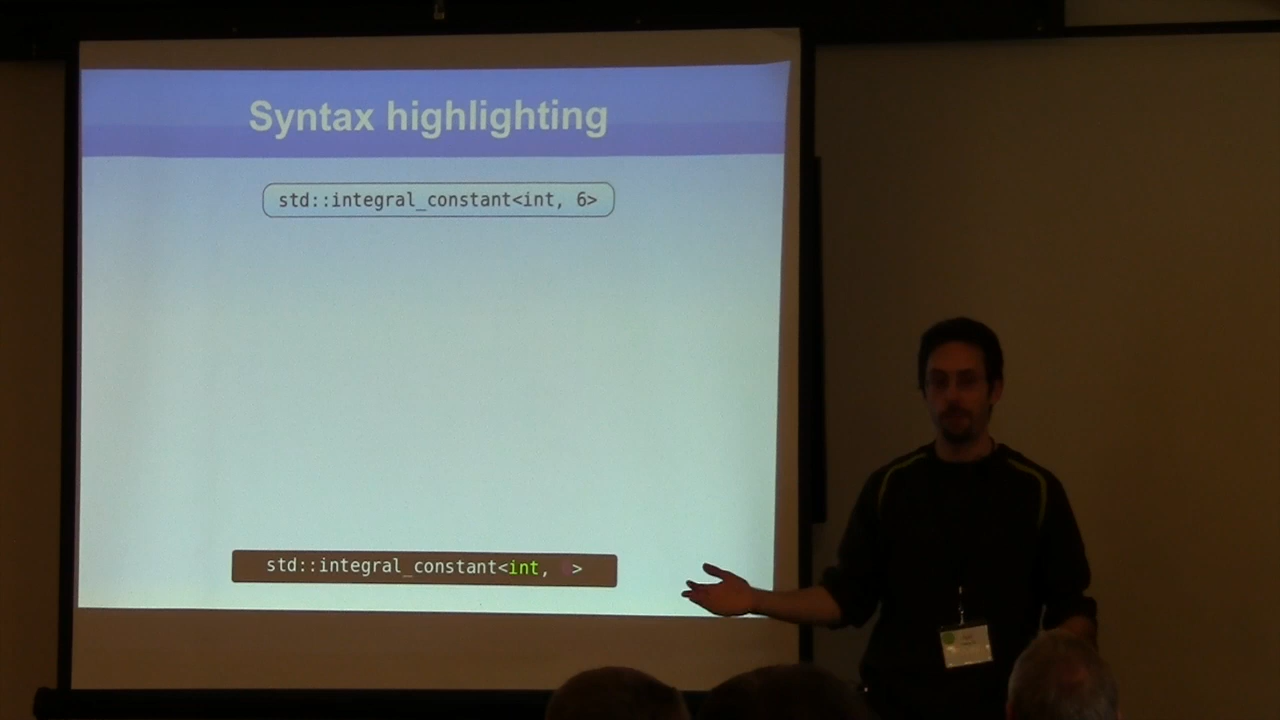 Syntax highlighting
std::integral_constant<int, 6>
std::integral_constant<int, >